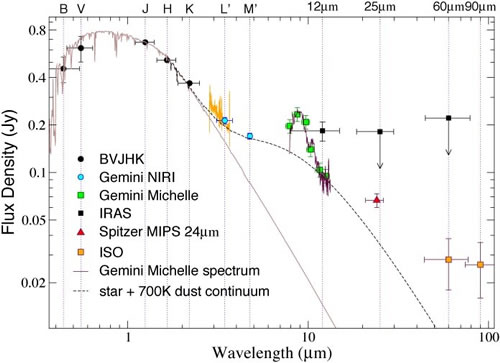 B V J H K L' M' 12μm 25μm 60μm 90μm
Flux Density (Jy)
0.8
0.4
0.2
0.1
0.05
0.02
BVJHK
Gemini NIRI
Gemini Michelle
IRAS
Spitzer MIPS 24μm
ISO
Gemini Michelle spectrum
star + 700K dust continuum
1 10 100
Wavelength (μm)